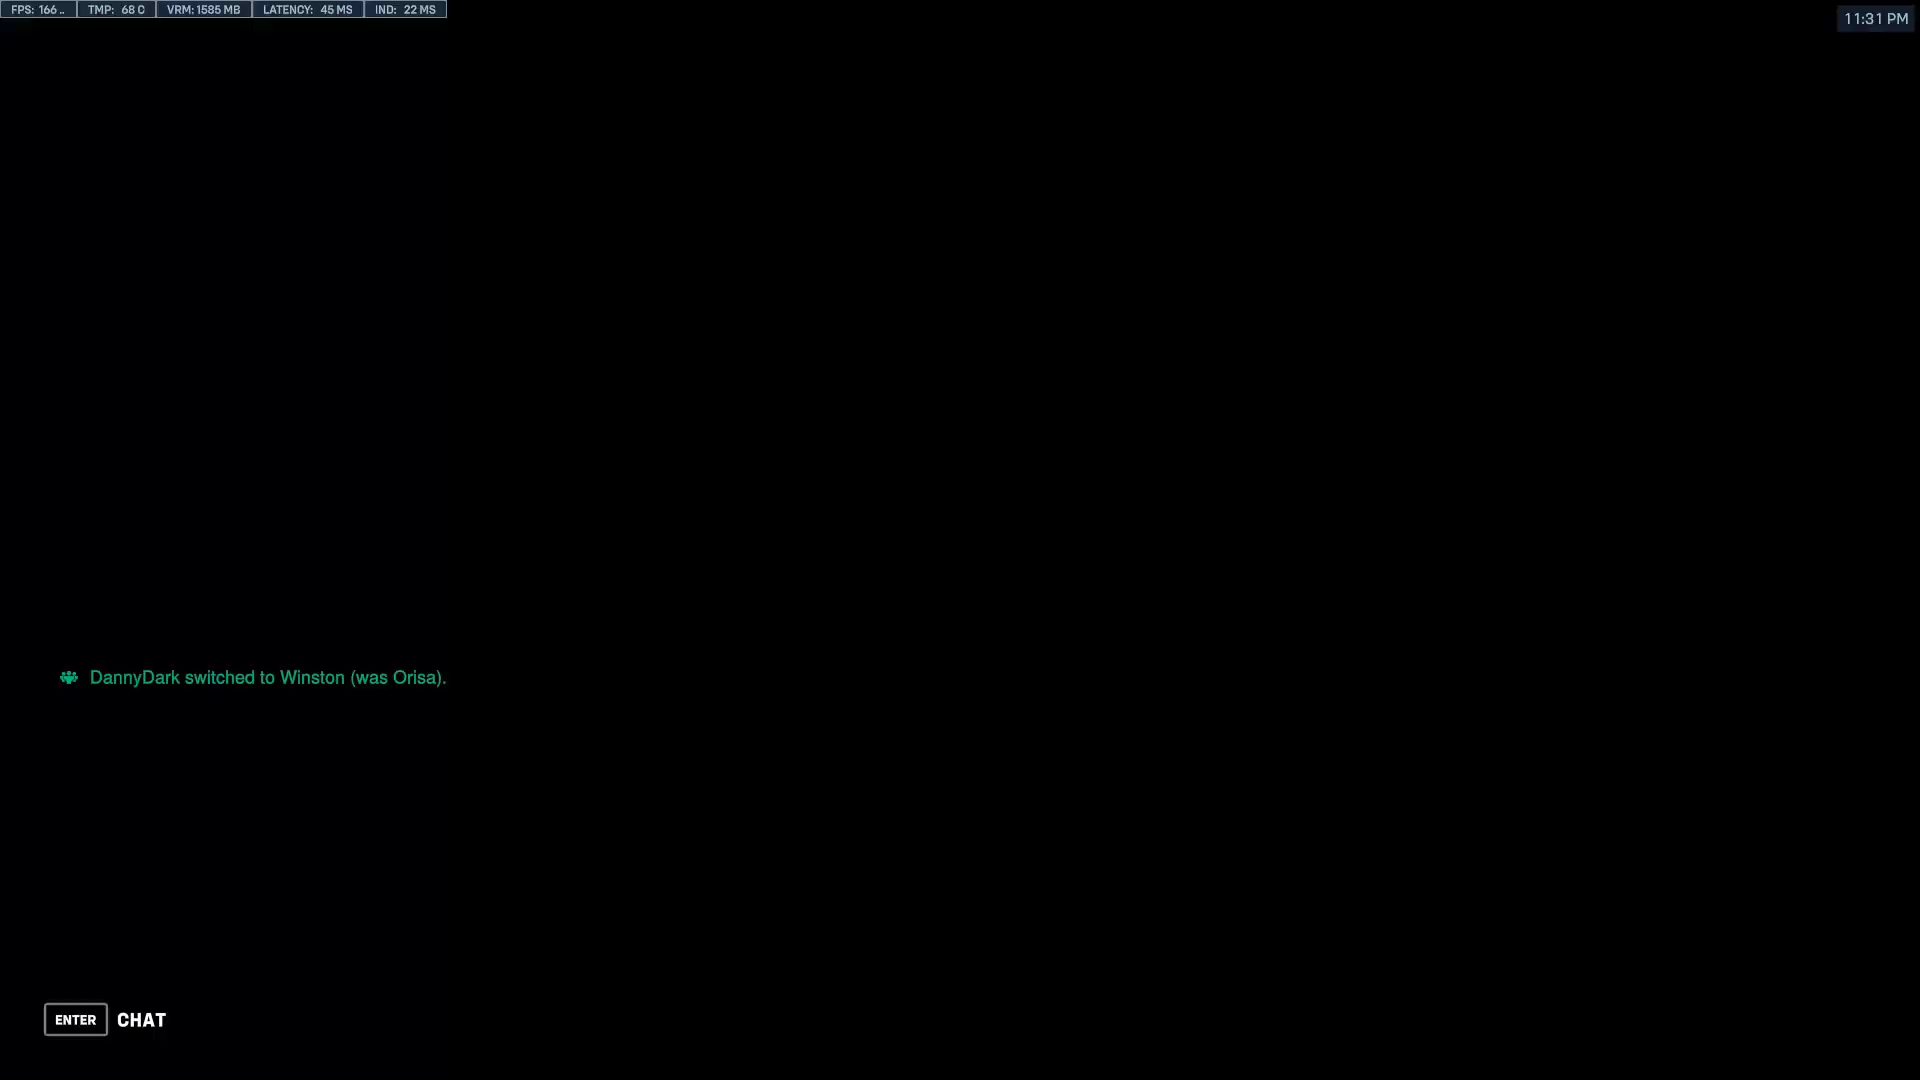 FPS: 166 .. TMP: 68 C VRM: 1585 MB LATENCY: 45 MS IND: 22 MS
11:31 PM
DannyDark switched to Winston (was Orisa).
ENTER CHAT